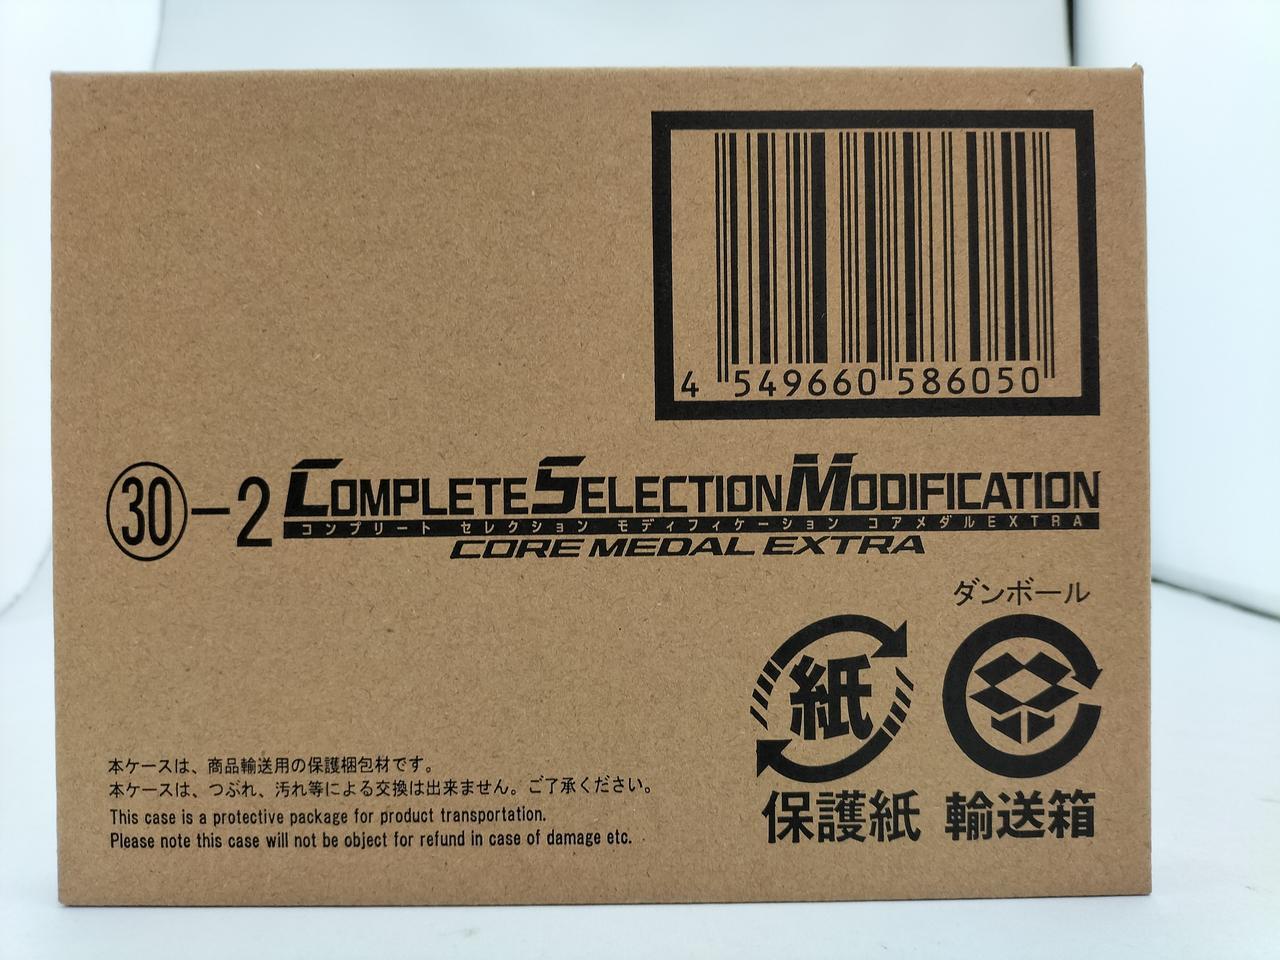 4 549660 586050
30-2 COMPLETE SELECTION MODIFICATION
コンプリート セレクション モディフィケーション コアメダルEXTRA
CORE MEDAL EXTRA
ダンボール
紙
保護紙 輸送箱
本ケースは、商品輸送用の保護梱包材です。
本ケースは、つぶれ、汚れ等による交換は出来ません。ご了承ください。
This case is a protective package for product transportation.
Please note this case will not be object for refund in case of damage etc.